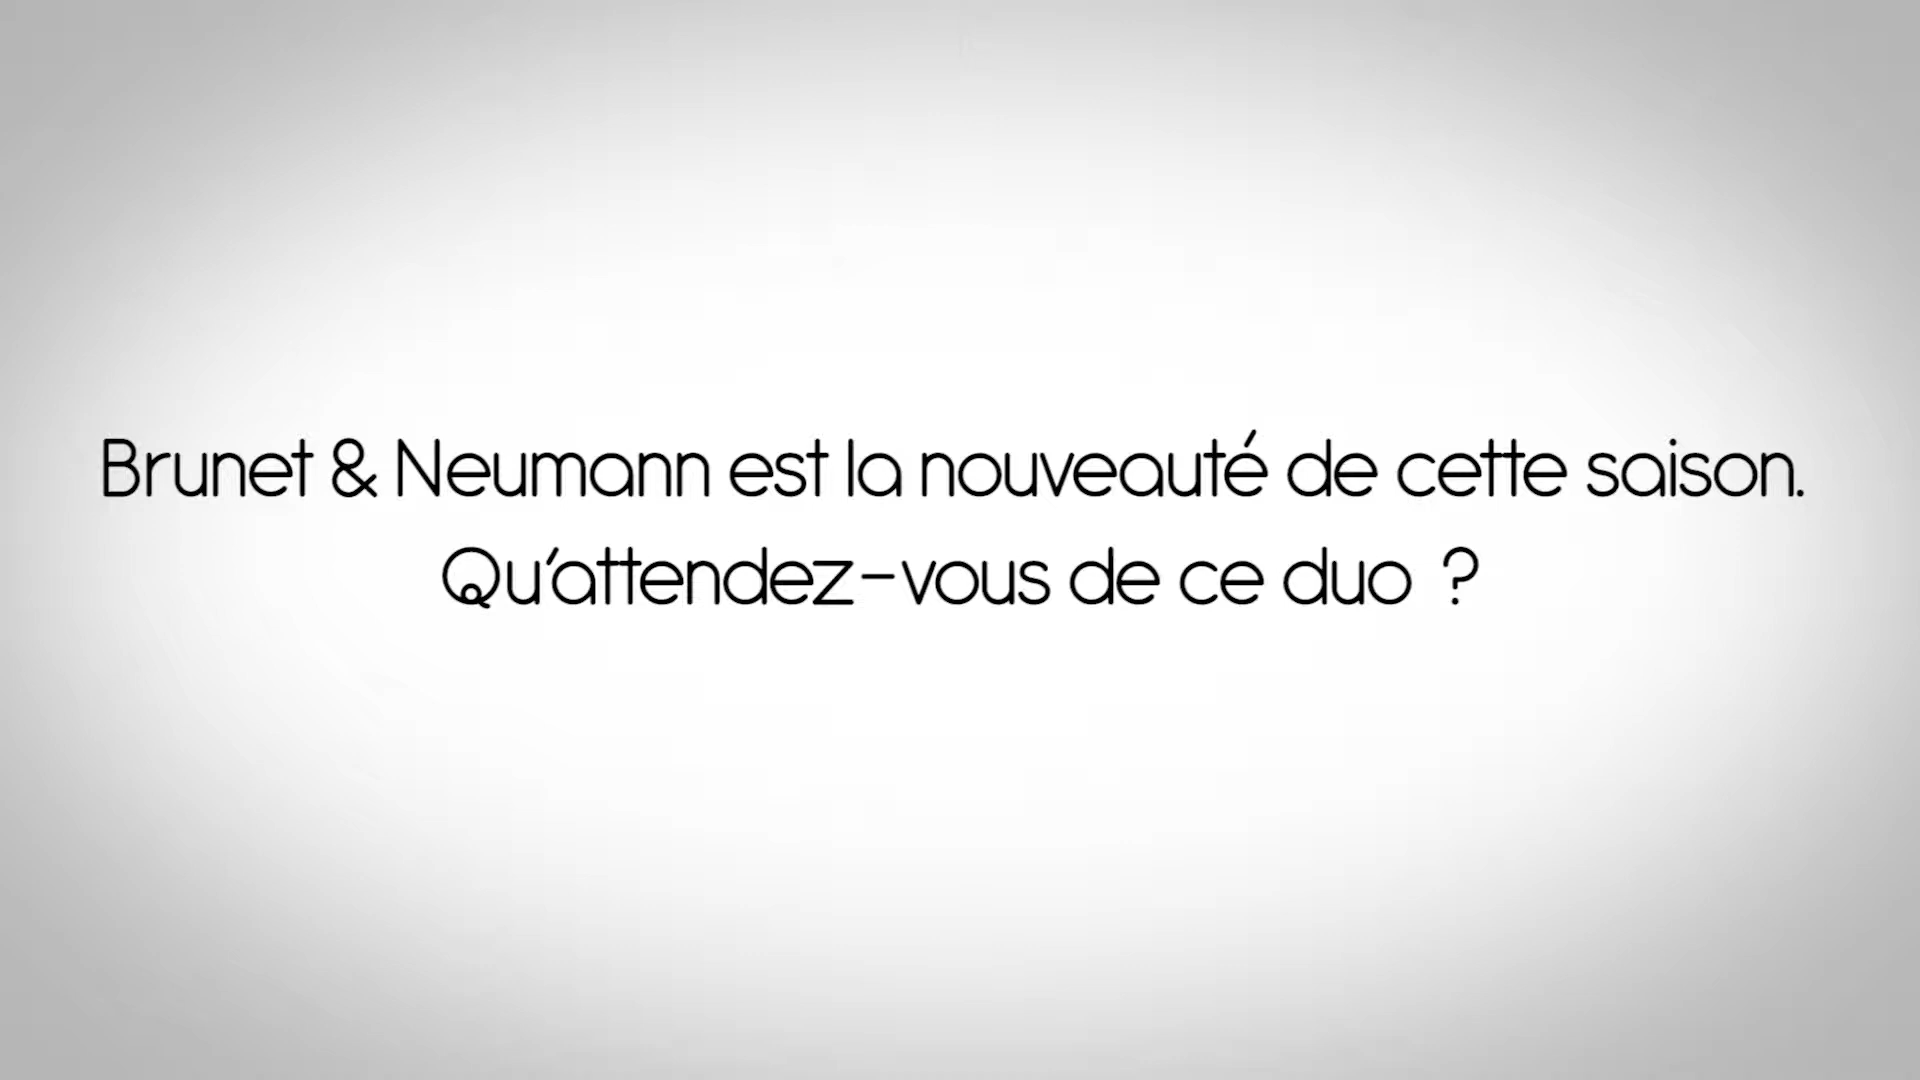 Brunet & Neumann est la nouveauté de cette saison.
Qu'attendez-vous de ce duo ?